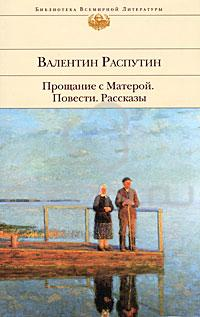 Библиотека Всемирной Литературы
Валентин Распутин
Прощание с Матерой.
Повести. Рассказы